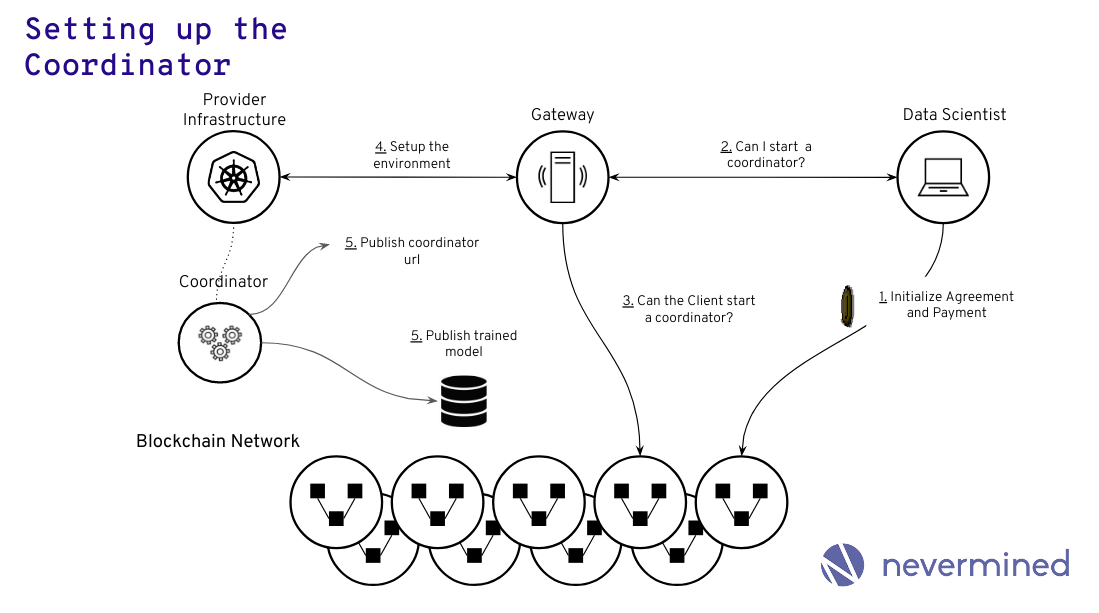 Setting up the
Coordinator
Provider
Infrastructure
Gateway
Data Scientist
4. Setup the
environment
2. Can I start a
coordinator?
5. Publish coordinator
url
Coordinator
3. Can the Client start
a coordinator?
1. Initialize Agreement
and Payment
5. Publish trained
model
Blockchain Network
nevermined